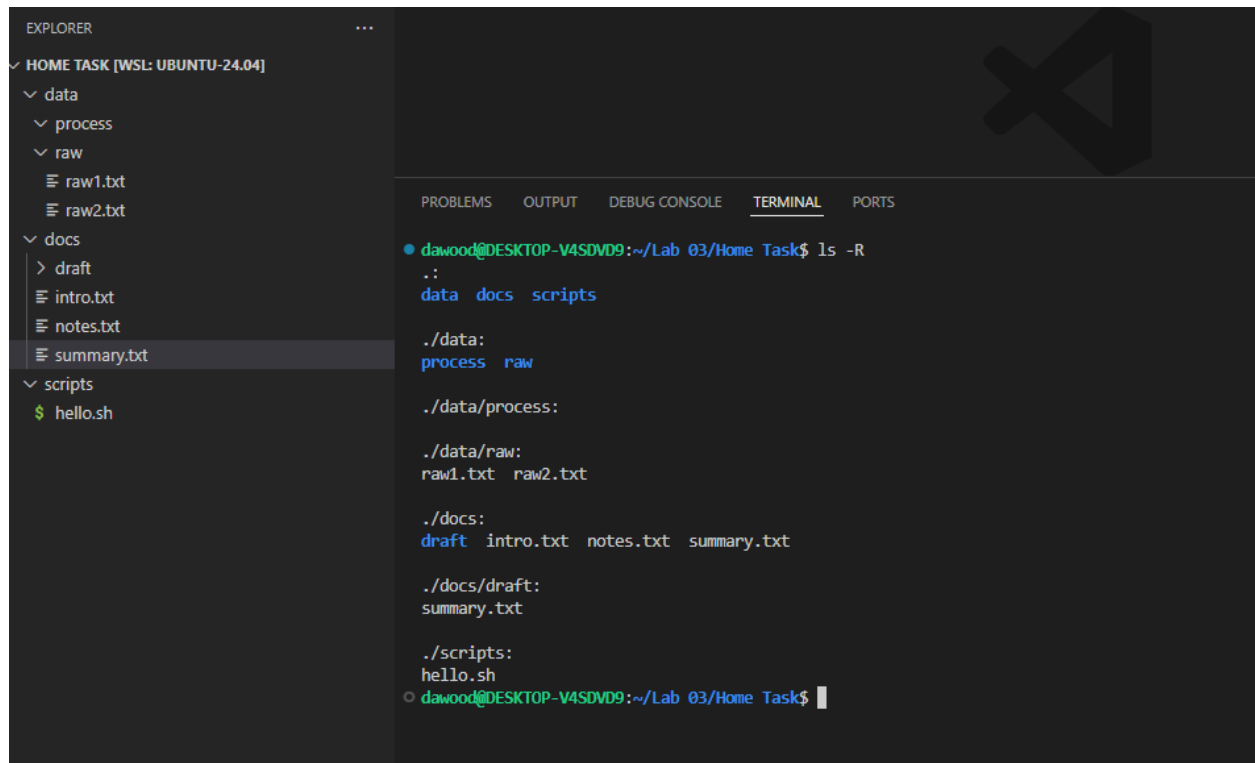 EXPLORER
HOME TASK [WSL: UBUNTU-24.04]
data
process
raw
raw1.txt
raw2.txt
docs
draft
intro.txt
notes.txt
summary.txt
scripts
$ hello.sh
PROBLEMS OUTPUT DEBUG CONSOLE TERMINAL PORTS
dawood@DESKTOP-V4SDVD9:~/Lab 03/Home Task$ ls -R
.:
data docs scripts
./data:
process raw
./data/process:
./data/raw:
raw1.txt raw2.txt
./docs:
draft intro.txt notes.txt summary.txt
./docs/draft:
summary.txt
./scripts:
hello.sh
dawood@DESKTOP-V4SDVD9:~/Lab 03/Home Task$